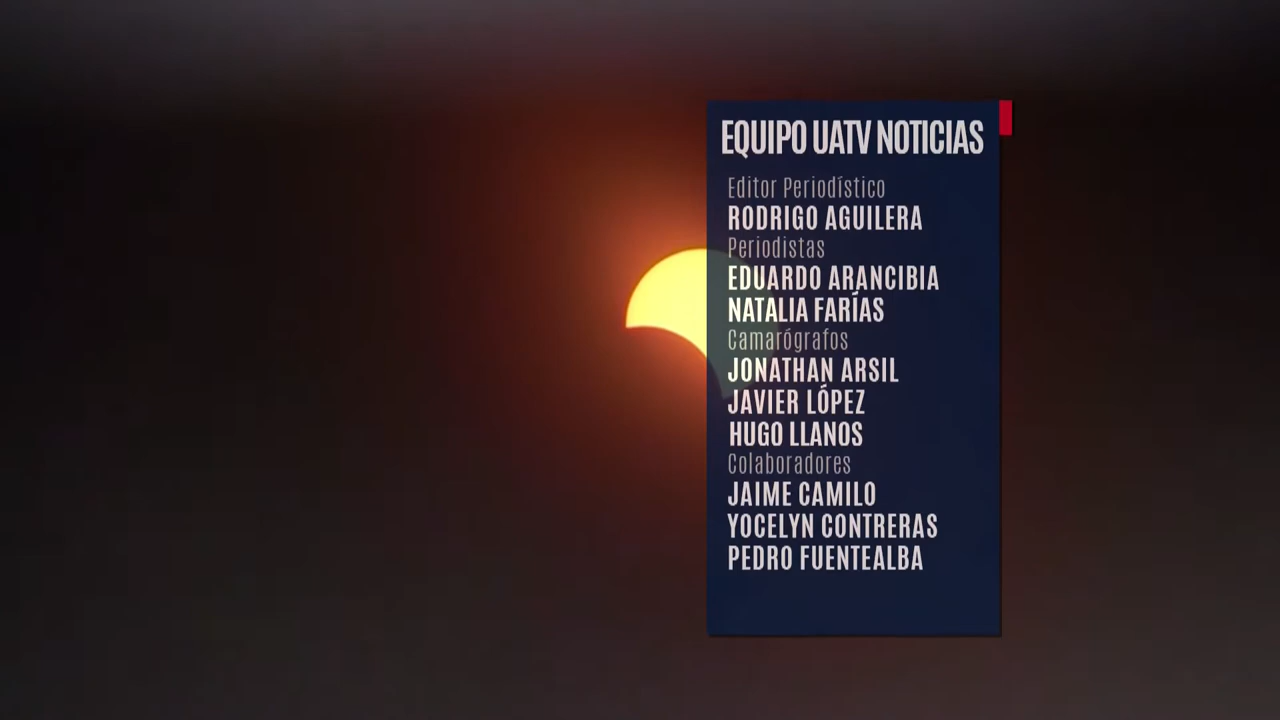 EQUIPO UATV NOTICIAS
Editor Periodístico
RODRIGO AGUILERA
Periodistas
EDUARDO ARANCIBIA
NATALIA FARÍAS
Camarógrafos
JONATHAN ARSIL
JAVIER LÓPEZ
HUGO LLANOS
Colaboradores
JAIME CAMILO
YOCELYN CONTRERAS
PEDRO FUENTEALBA